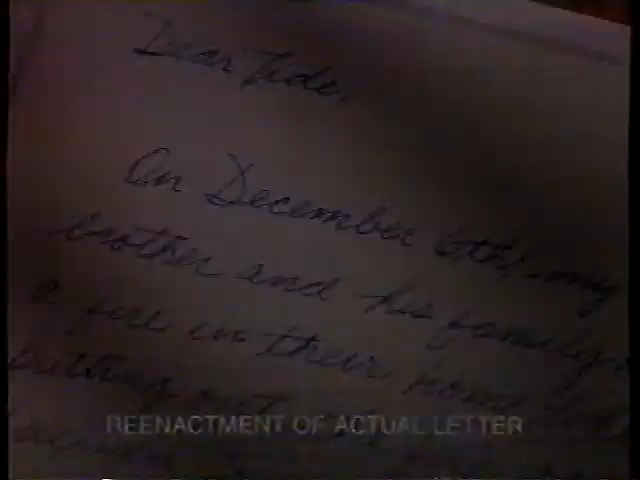 Dear Tide,
On December 6th my
brother and his family
a fire in their home
REENACTMENT OF ACTUAL LETTER